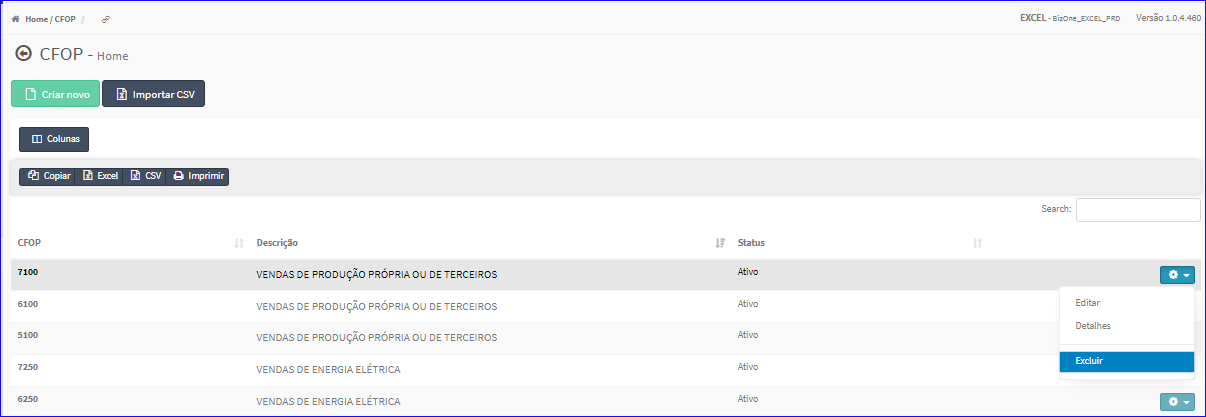 Home / CFOP / EXCEL - BizOne_EXCEL_PRD Versão 1.0.4.460
CFOP - Home
Criar novo Importar CSV
Colunas
Copiar Excel CSV Imprimir
Search:
CFOP Descrição Status
7100 VENDAS DE PRODUÇÃO PRÓPRIA OU DE TERCEIROS Ativo
6100 VENDAS DE PRODUÇÃO PRÓPRIA OU DE TERCEIROS Ativo
Editar
Detalhes
5100 VENDAS DE PRODUÇÃO PRÓPRIA OU DE TERCEIROS Ativo
Excluir
7250 VENDAS DE ENERGIA ELÉTRICA Ativo
6250 VENDAS DE ENERGIA ELÉTRICA Ativo